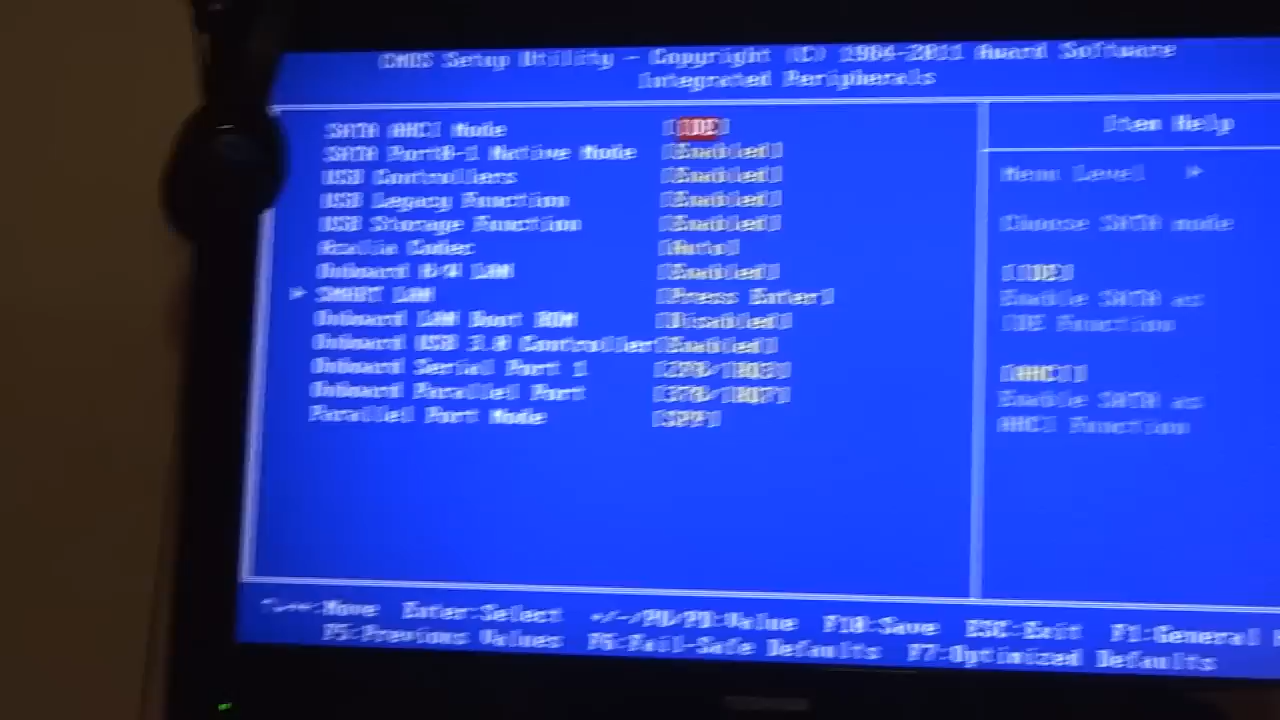 CMOS Setup Utility - Copyright (C) 1984-2011 Award Software
Integrated Peripherals
SATA AHCI Mode [IDE]
SATA Port0-1 Native Mode [Enabled]
USB Controllers [Enabled]
USB Legacy Function [Enabled]
USB Storage Function [Enabled]
Azalia Codec [Auto]
Onboard H/W LAN [Enabled]
► SMART LAN [Press Enter]
Onboard LAN Boot ROM [Disabled]
Onboard USB 3.0 Controller[Enabled]
Onboard Serial Port 1 [3F8/IRQ4]
Onboard Parallel Port [378/IRQ7]
Parallel Port Mode [SPP]
Item Help
Menu Level ►
Choose SATA mode
[IDE]
Enable SATA as
IDE Function
[AHCI]
Enable SATA as
AHCI Function
:Move Enter:Select +/-/PU/PD:Value F10:Save ESC:Exit F1:General
F5:Previous Values F6:Fail-Safe Defaults F7:Optimized Defaults